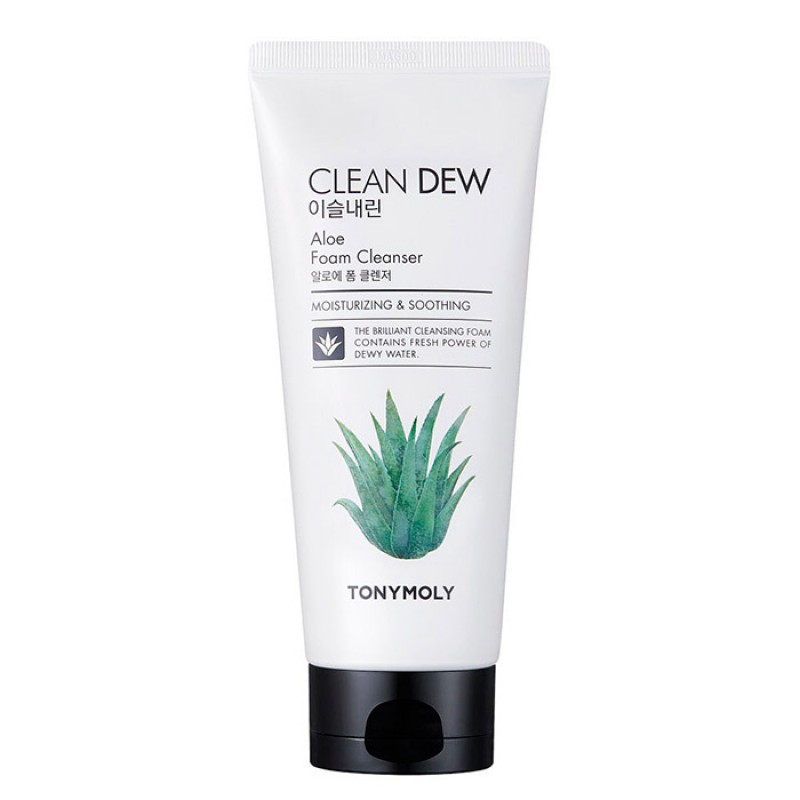 CLEAN DEW
이슬내린
Aloe
Foam Cleanser
알로에 폼 클렌저
MOISTURIZING & SOOTHING
THE BRILLIANT CLEANSING FOAM
CONTAINS FRESH POWER OF
DEWY WATER.
TONYMOLY